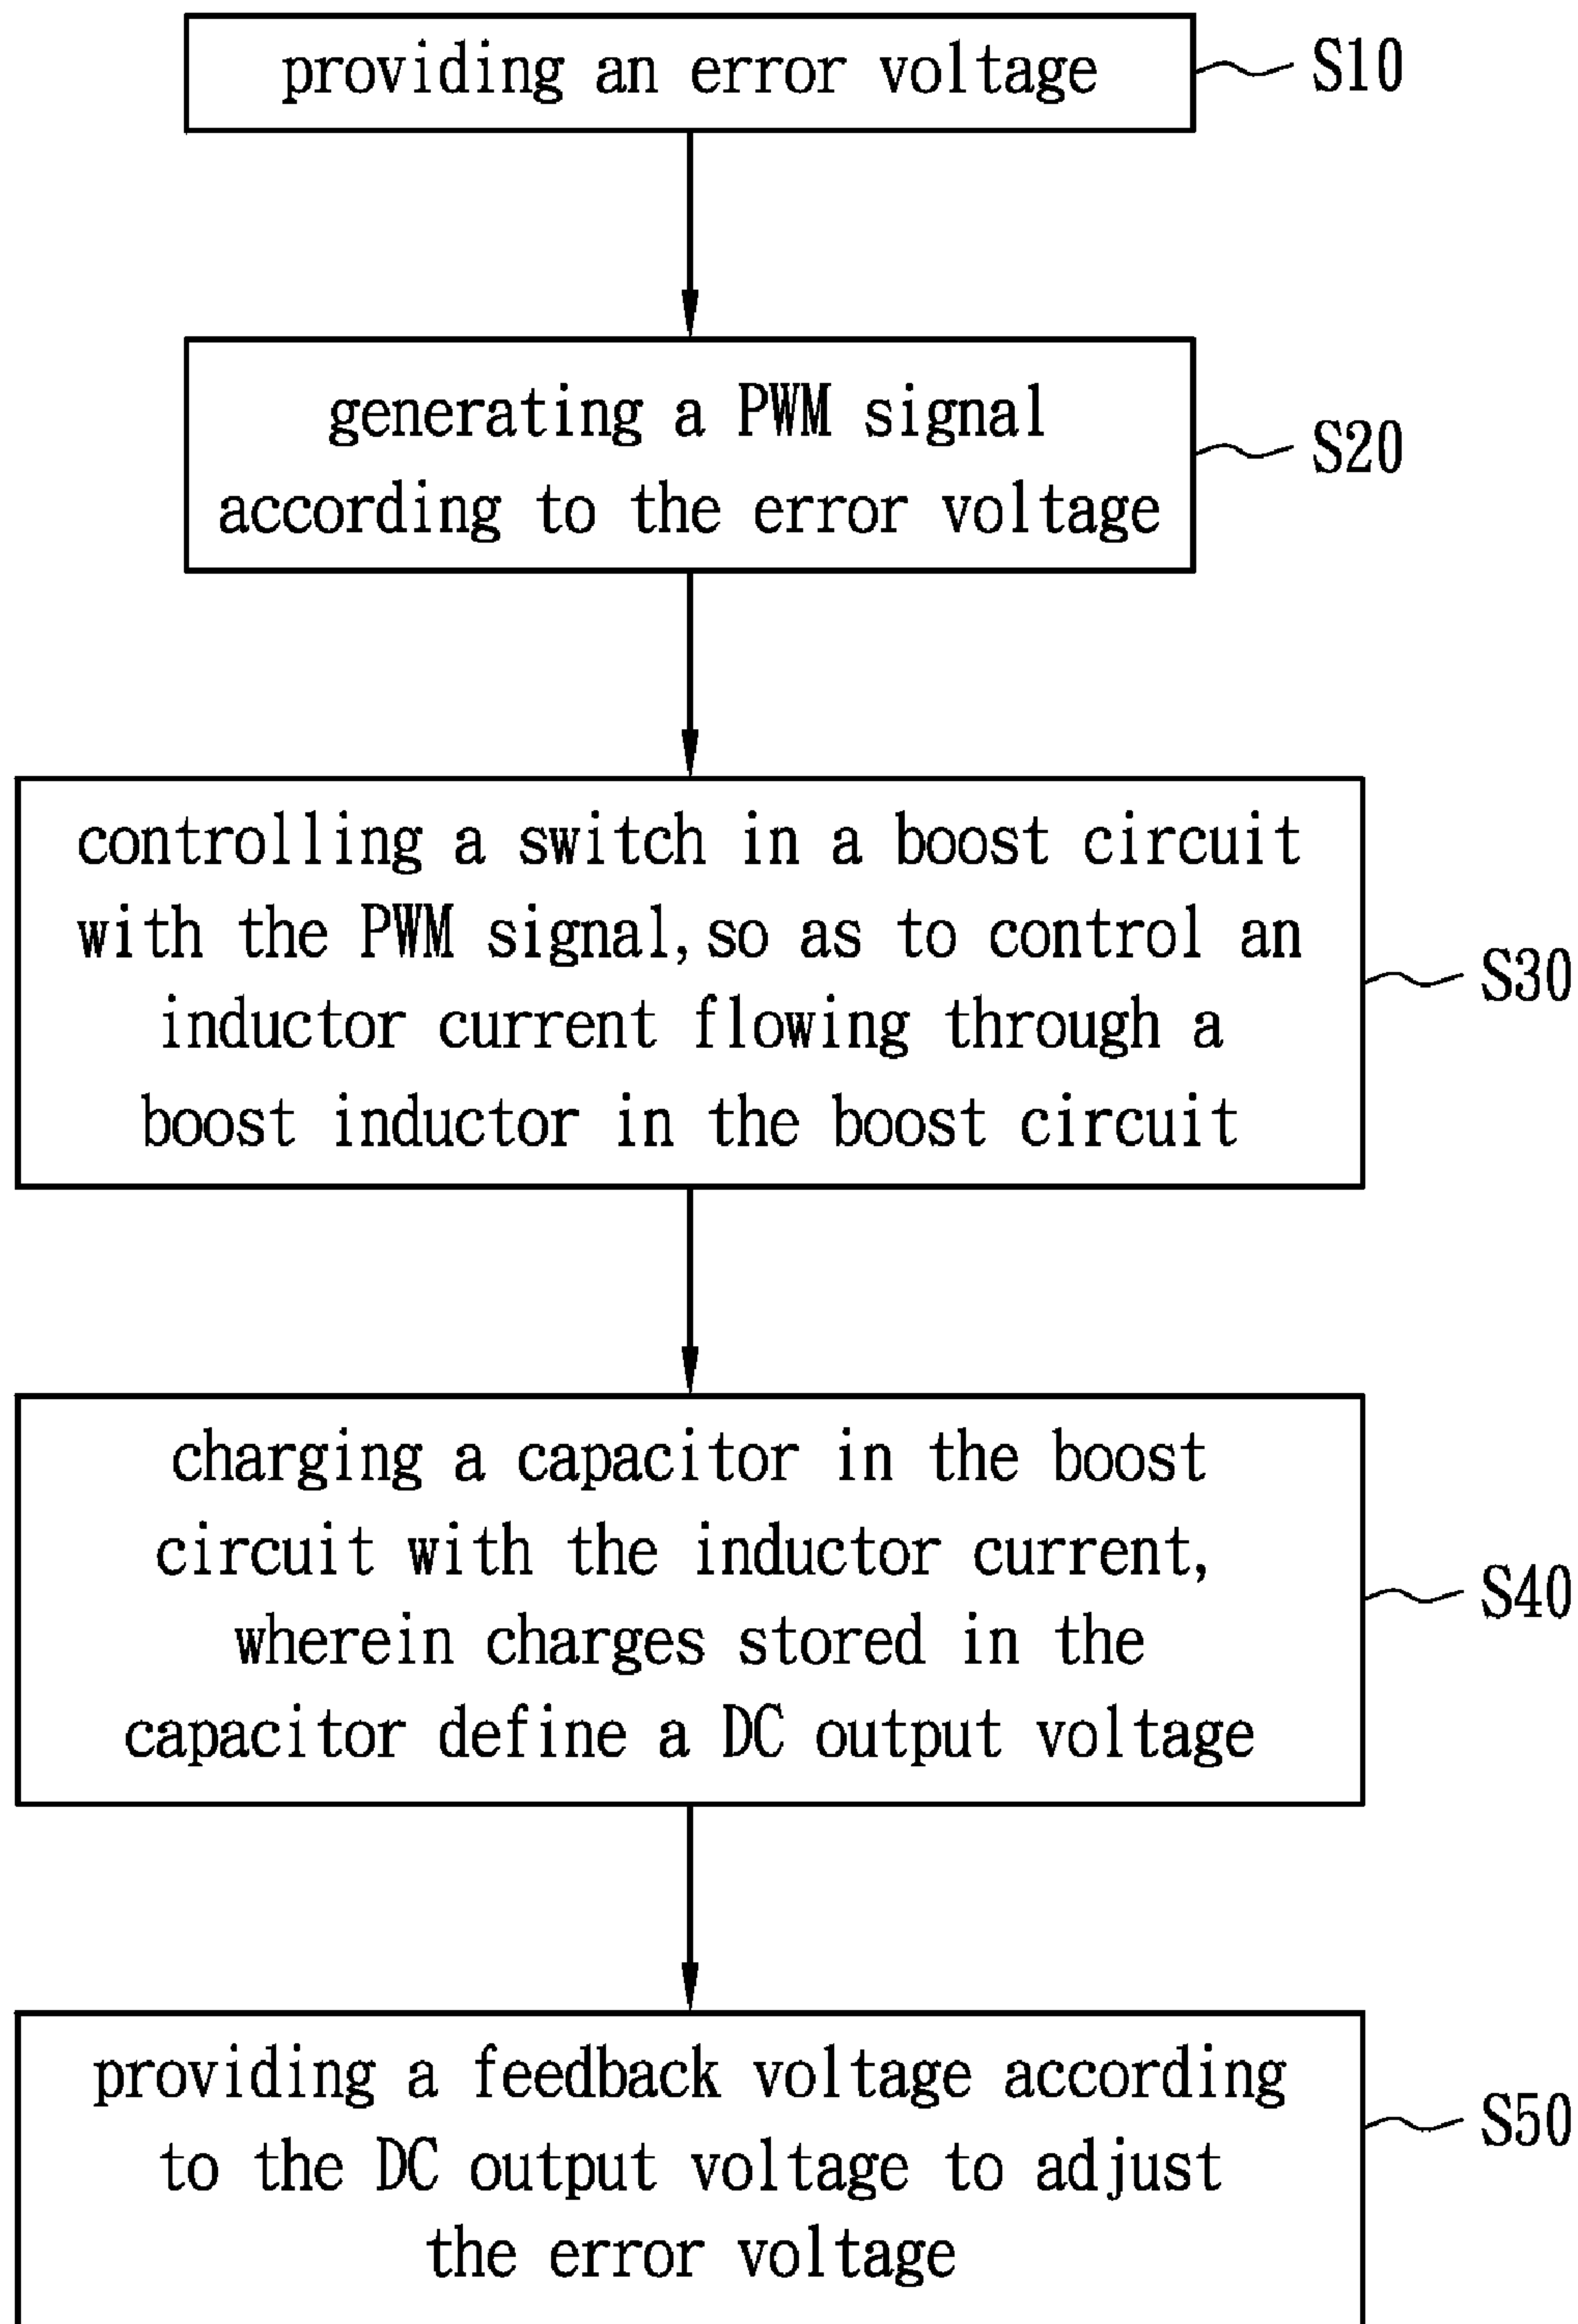 providing an error voltage
S10
generating a PWM signal
according to the error voltage
S20
controlling a switch in a boost circuit
with the PWM signal, so as to control an
inductor current flowing through a
boost inductor in the boost circuit
S30
charging a capacitor in the boost
circuit with the inductor current,
wherein charges stored in the
capacitor define a DC output voltage
S40
providing a feedback voltage according
to the DC output voltage to adjust
the error voltage
S50